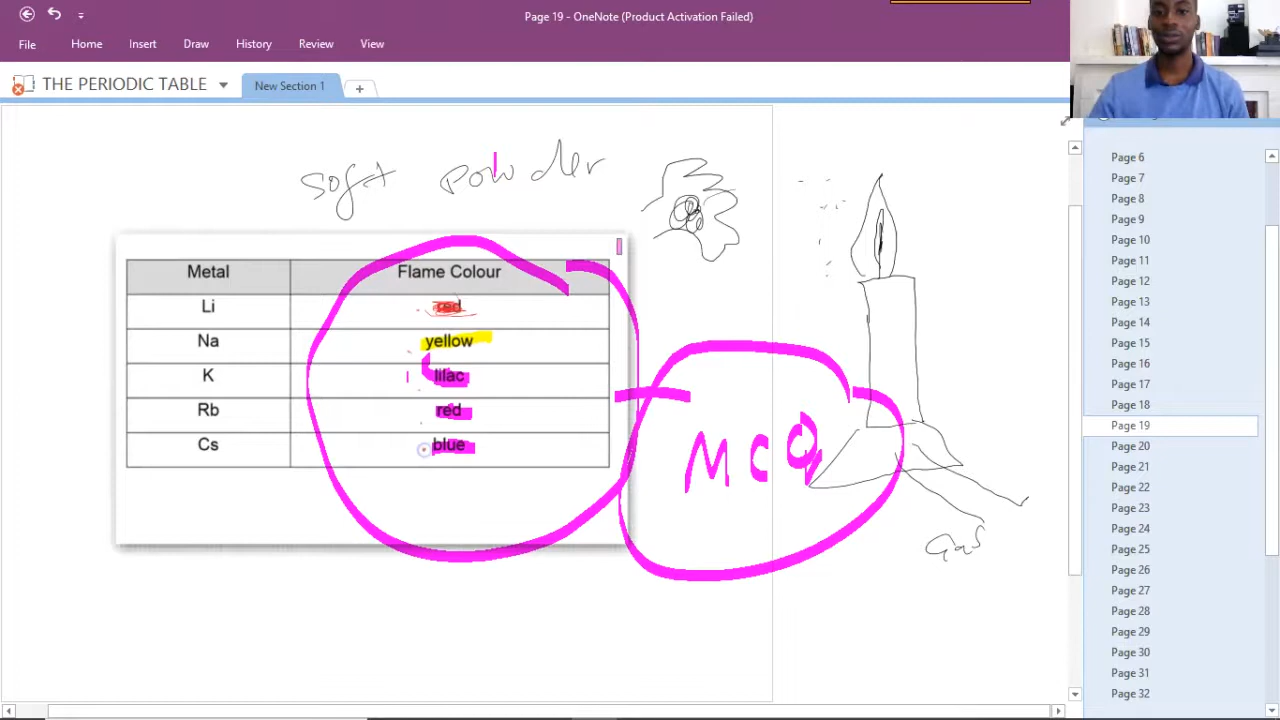 Page 19 - OneNote (Product Activation Failed)
File Home Insert Draw History Review View
THE PERIODIC TABLE New Section 1
soft powder
Metal Flame Colour
Li red
Na yellow
K lilac
Rb red
Cs blue
MCQ
Gas
Page 6
Page 7
Page 8
Page 9
Page 10
Page 11
Page 12
Page 13
Page 14
Page 15
Page 16
Page 17
Page 18
Page 19
Page 20
Page 21
Page 22
Page 23
Page 24
Page 25
Page 26
Page 27
Page 28
Page 29
Page 30
Page 31
Page 32